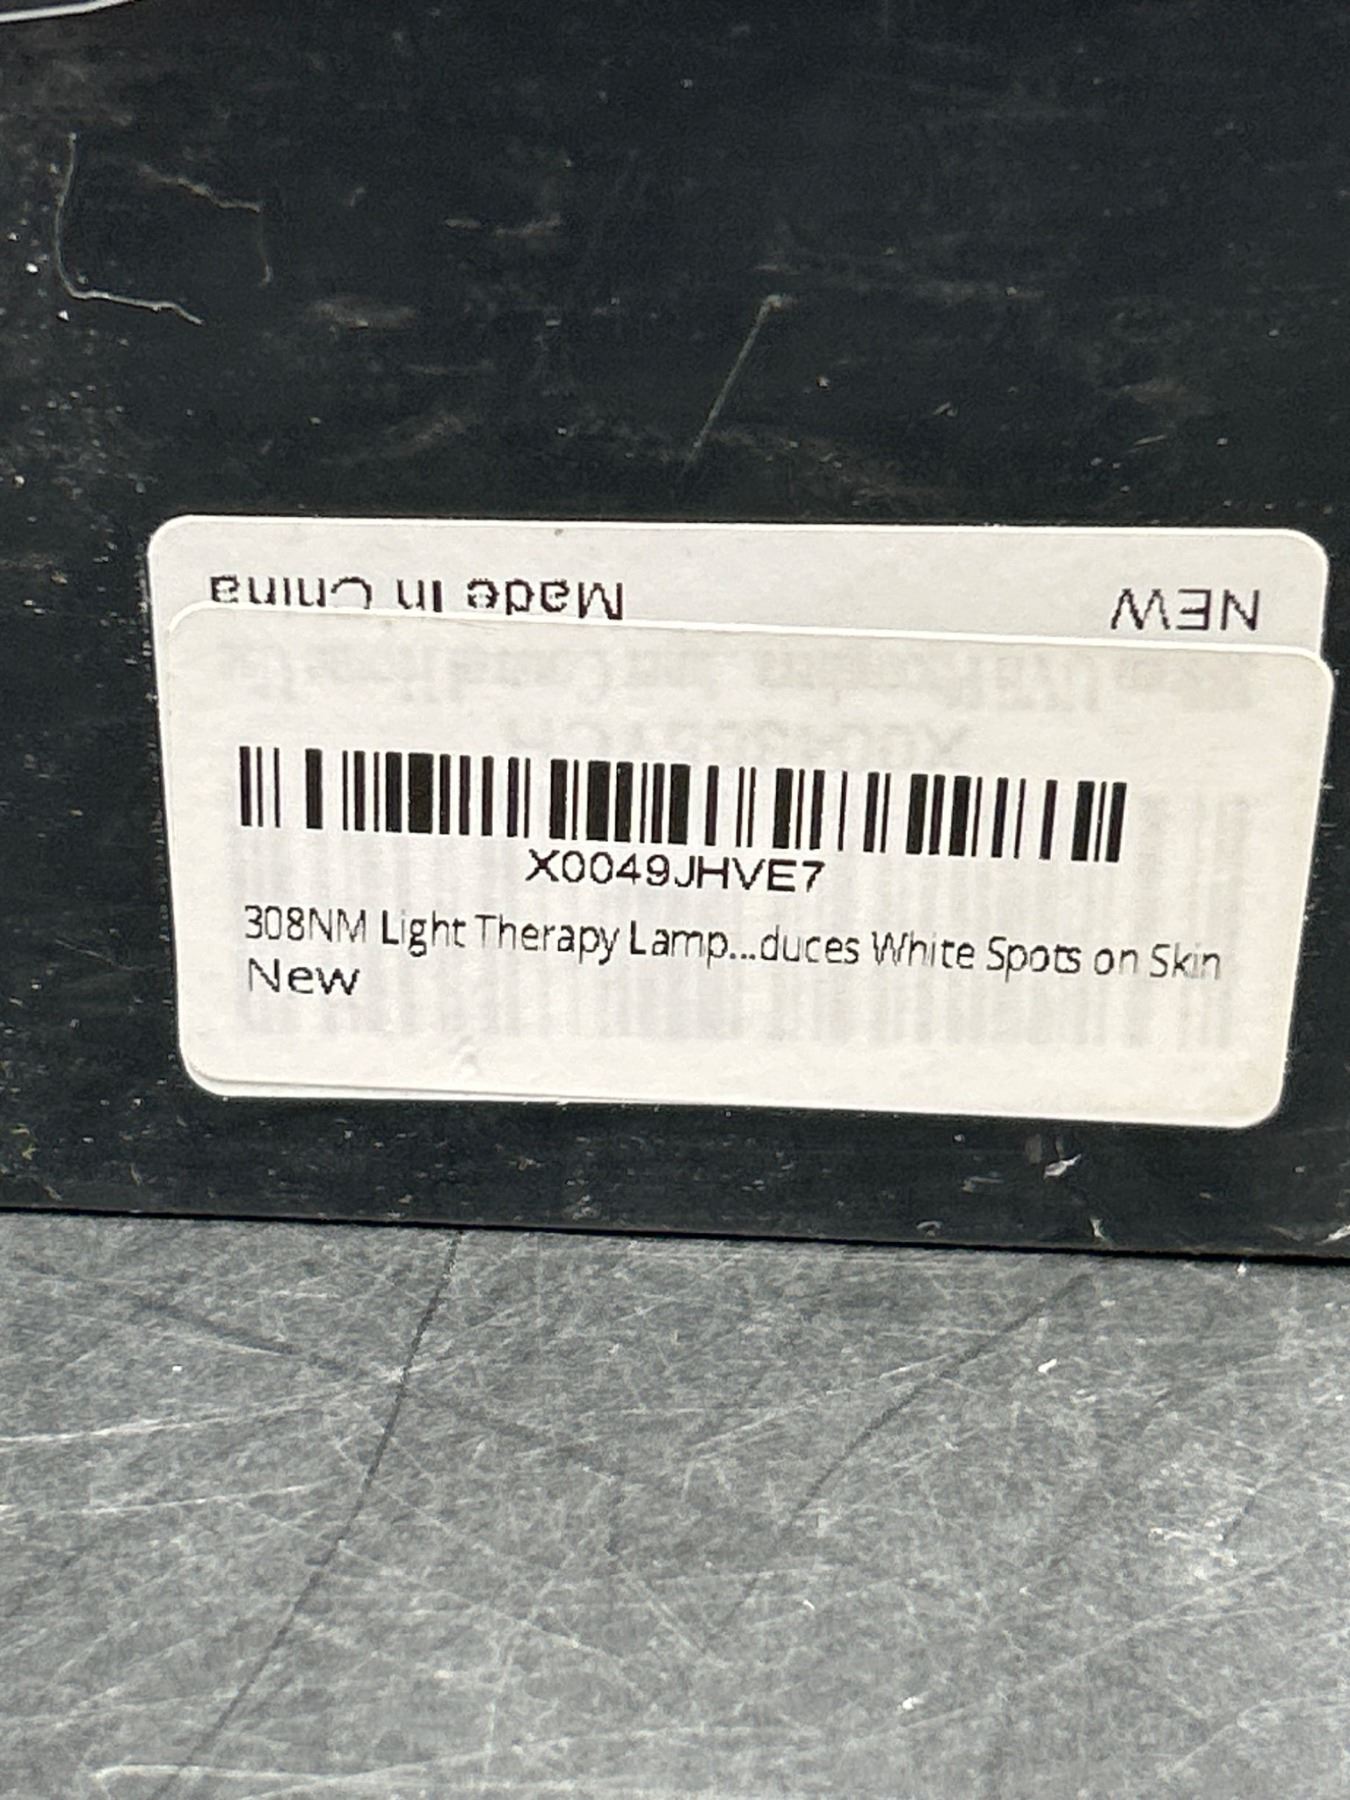 Made In China
NEW
X0049JHVE7
308NM Light Therapy Lamp...duces White Spots on Skin
New